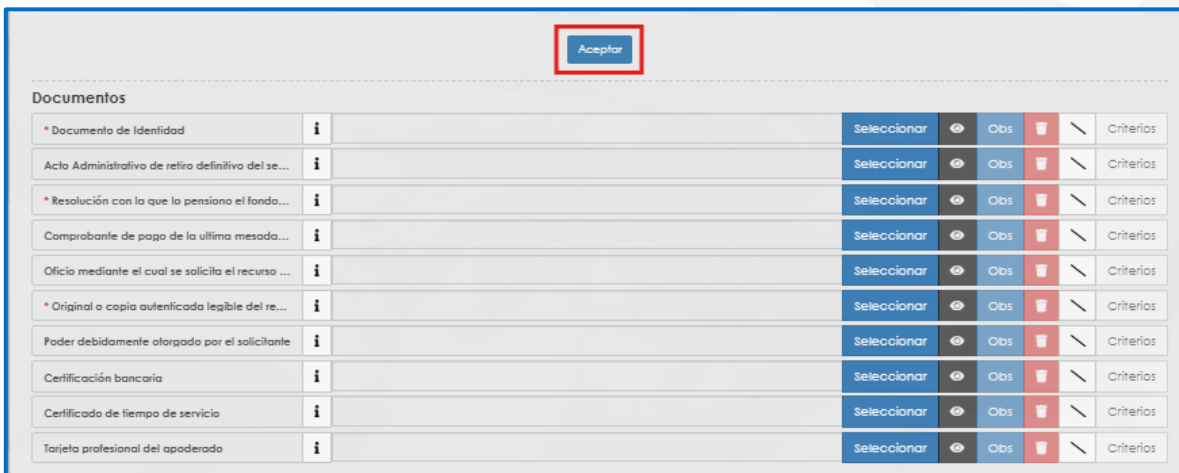 Aceptar
Documentos
* Documento de Identidad i Seleccionar Obs Criterios
Acto Administrativo de retiro definitivo del se... i Seleccionar Obs Criterios
* Resolución con la que lo pensiono el fondo... i Seleccionar Obs Criterios
Comprobante de pago de la ultima mesada... i Seleccionar Obs Criterios
Oficio mediante el cual se solicita el recurso ... i Seleccionar Obs Criterios
* Original o copia autenticada legible del re... i Seleccionar Obs Criterios
Poder debidamente otorgado por el solicitante i Seleccionar Obs Criterios
Certificación bancaria i Seleccionar Obs Criterios
Certificado de tiempo de servicio i Seleccionar Obs Criterios
Tarjeta profesional del apoderado i Seleccionar Obs Criterios